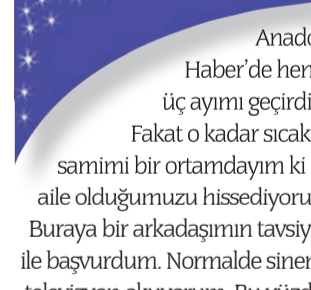 Anado
Haber'de hen
üç ayımı geçirdi
Fakat o kadar sıcak
samimi bir ortamdayım ki
aile olduğumuzu hissediyoru
Buraya bir arkadaşımın tavsiy
ile başvurdum. Normalde siner